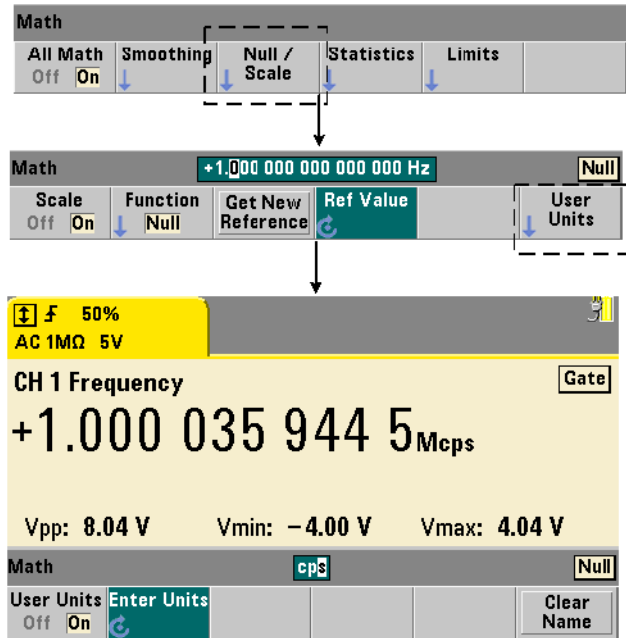 Math
All Math Smoothing Null / Statistics Limits
Off On Scale
Math +1.000 000 000 000 000 Hz Null
Scale Function Get New Ref Value User
Off On Null Reference Units
50%
AC 1MΩ 5V
CH 1 Frequency Gate
+1.000 035 944 5 Mcps
Vpp: 8.04 V Vmin: −4.00 V Vmax: 4.04 V
Math cps Null
User Units Enter Units Clear
Off On Name